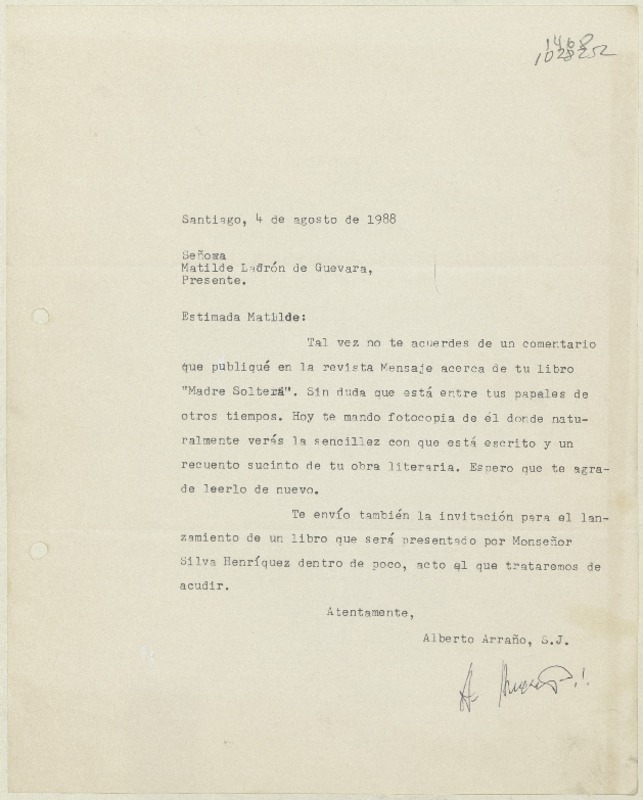 Santiago, 4 de agosto de 1988
Señora
Matilde Ladrón de Guevara,
Presente.
Estimada Matilde:
Tal vez no te acuerdes de un comentario
que publiqué en la revista Mensaje acerca de tu libro
"Madre Soltera". Sin duda que está entre tus papales de
otros tiempos. Hoy te mando fotocopia de él donde natu-
ralmente verás la sencillez con que está escrito y un
recuento sucinto de tu obra literaria. Espero que te agra-
de leerlo de nuevo.
Te envío también la invitación para el lan-
zamiento de un libro que será presentado por Monseñor
Silva Henríquez dentro de poco, acto al que trataremos de
acudir.
Atentamente,
Alberto Arraño, S.J.